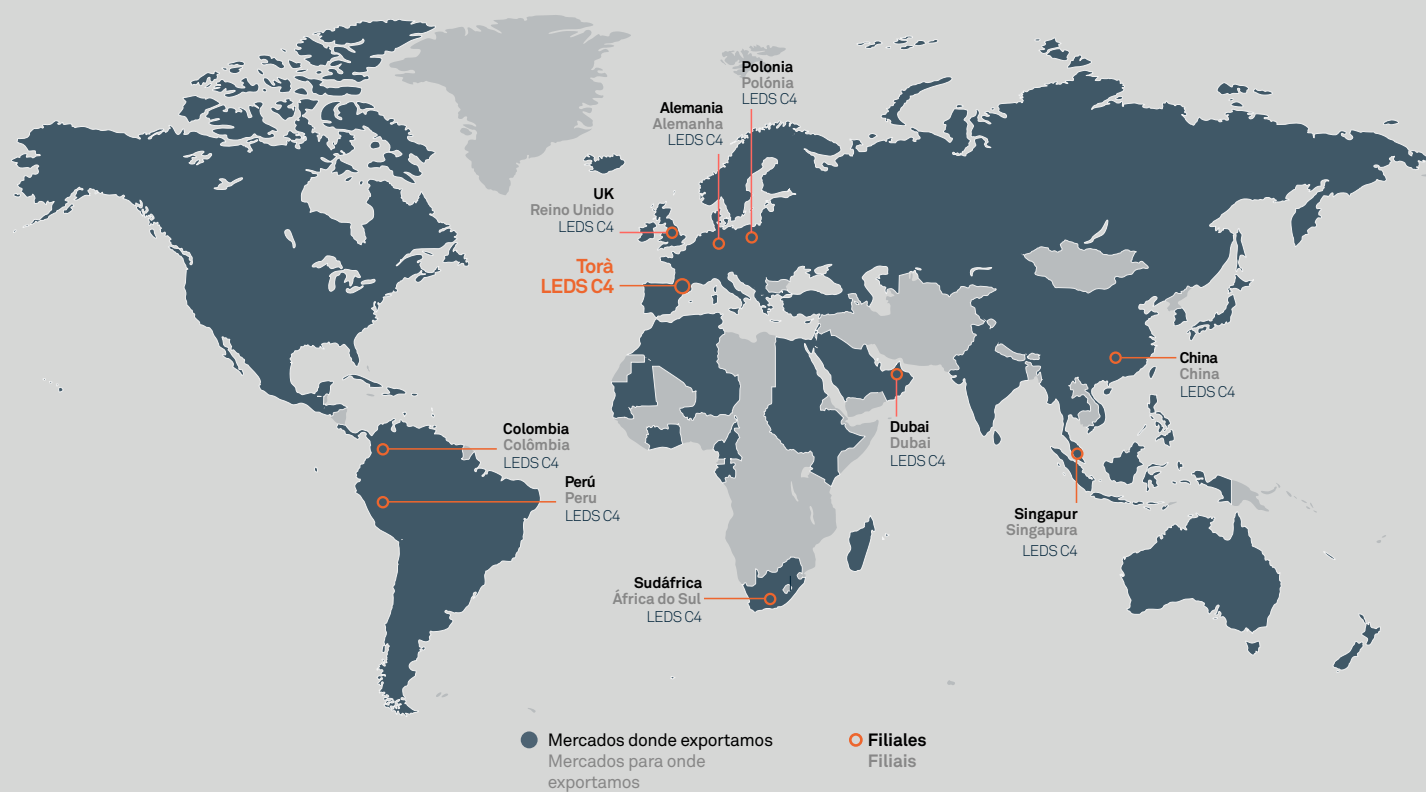 Polonia
Polónia
LEDS C4
Alemania
Alemanha
LEDS C4
UK
Reino Unido
LEDS C4
Torà
LEDS C4
China
China
LEDS C4
Colombia
Colômbia
LEDS C4
Dubai
Dubai
LEDS C4
Perú
Peru
LEDS C4
Singapur
Singapura
LEDS C4
Sudáfrica
África do Sul
LEDS C4
Mercados donde exportamos
Mercados para onde
exportamos
Filiales
Filiais